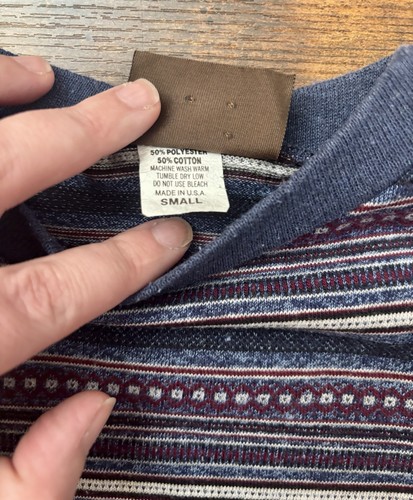 50% POLYESTER
50% COTTON
MACHINE WASH WARM
TUMBLE DRY LOW
DO NOT USE BLEACH
MADE IN U.S.A.
SMALL